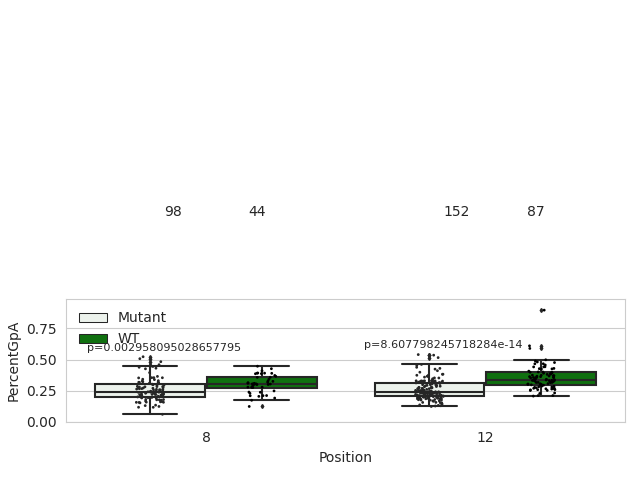 98 44 152 87
Mutant
WT
p=0.002958095028657795
p=8.607798245718284e-14
PercentGpA
0.75
0.50
0.25
0.00
8 12
Position